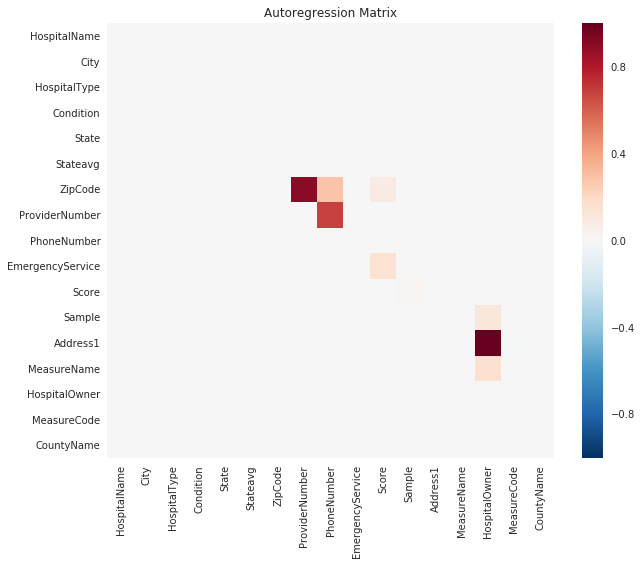 Autoregression Matrix
HospitalName
City
HospitalType
Condition
State
Stateavg
ZipCode
ProviderNumber
PhoneNumber
EmergencyService
Score
Sample
Address1
MeasureName
HospitalOwner
MeasureCode
CountyName
HospitalName
City
HospitalType
Condition
State
Stateavg
ZipCode
ProviderNumber
PhoneNumber
EmergencyService
Score
Sample
Address1
MeasureName
HospitalOwner
MeasureCode
CountyName
0.8
0.4
0.0
−0.4
−0.8